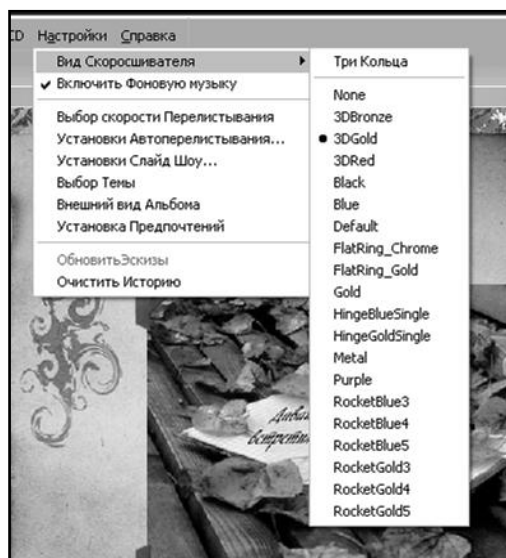 CD Настройки Справка
Вид Скоросшивателя
Включить Фоновую музыку
Выбор скорости Перелистывания
Установки Автоперелистывания...
Установки Слайд Шоу...
Выбор Темы
Внешний вид Альбома
Установка Предпочтений
ОбновитьЭскизы
Очистить Историю
Три Кольца
None
3DBronze
3DGold
3DRed
Black
Blue
Default
FlatRing_Chrome
FlatRing_Gold
Gold
HingeBlueSingle
HingeGoldSingle
Metal
Purple
RocketBlue3
RocketBlue4
RocketBlue5
RocketGold3
RocketGold4
RocketGold5